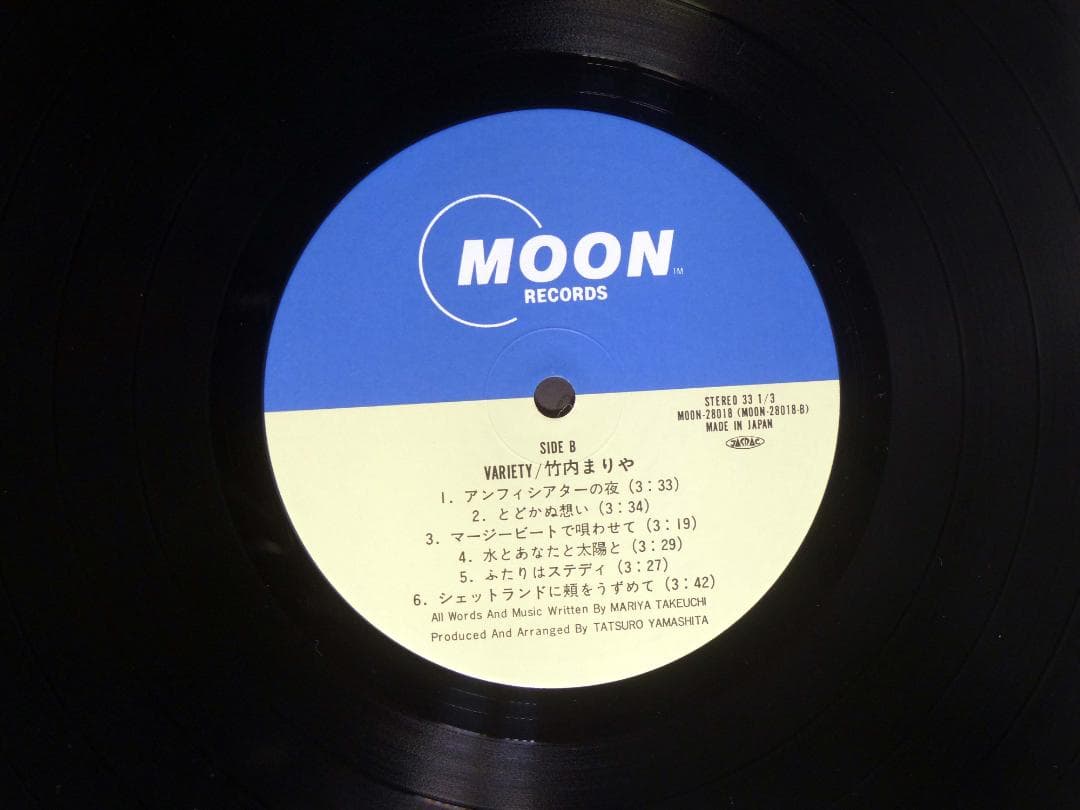 MOON TM
RECORDS
STEREO 33 1/3
MOON-28018 (MOON-28018-B)
MADE IN JAPAN
JASRAC
SIDE B
VARIETY/竹内まりや
1. アンフィシアターの夜 (3:33)
2. とどかぬ想い (3:34)
3. マージービートで唄わせて (3:19)
4. 水とあなたと太陽と (3:29)
5. ふたりはステディ (3:27)
6. シェットランドに頬をうずめて (3:42)
All Words And Music Written By MARIYA TAKEUCHI
Produced And Arranged By TATSURO YAMASHITA